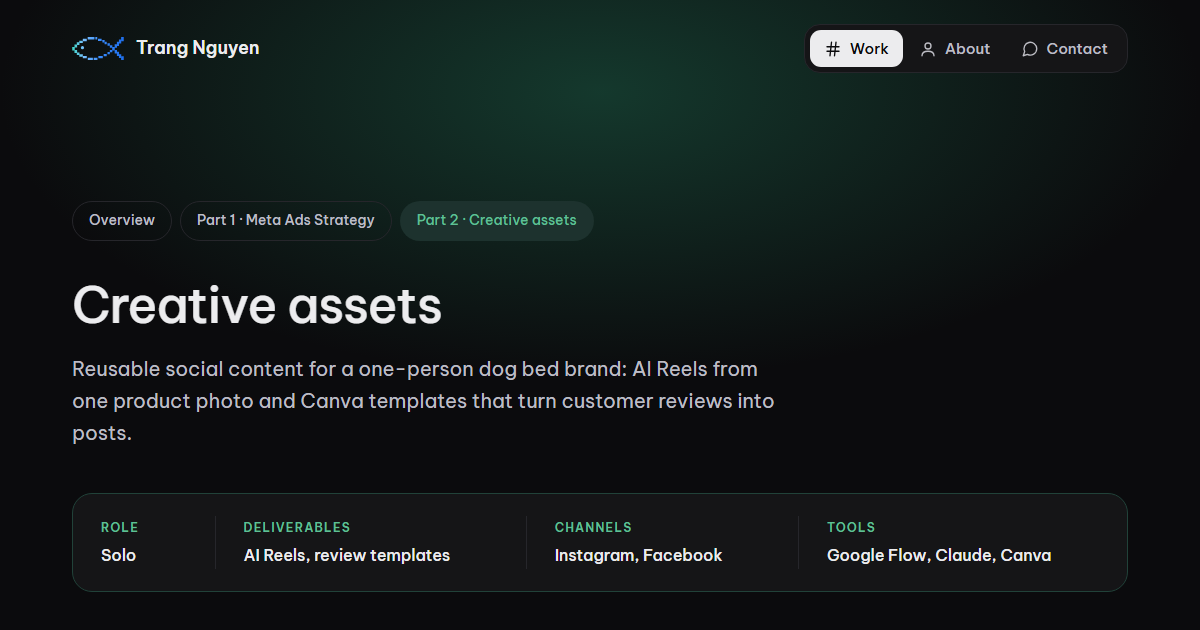 Trang Nguyen
# Work
About
Contact
Overview
Part 1 · Meta Ads Strategy
Part 2 · Creative assets
Creative assets
Reusable social content for a one-person dog bed brand: AI Reels from
one product photo and Canva templates that turn customer reviews into
posts.
ROLE
Solo
DELIVERABLES
AI Reels, review templates
CHANNELS
Instagram, Facebook
TOOLS
Google Flow, Claude, Canva